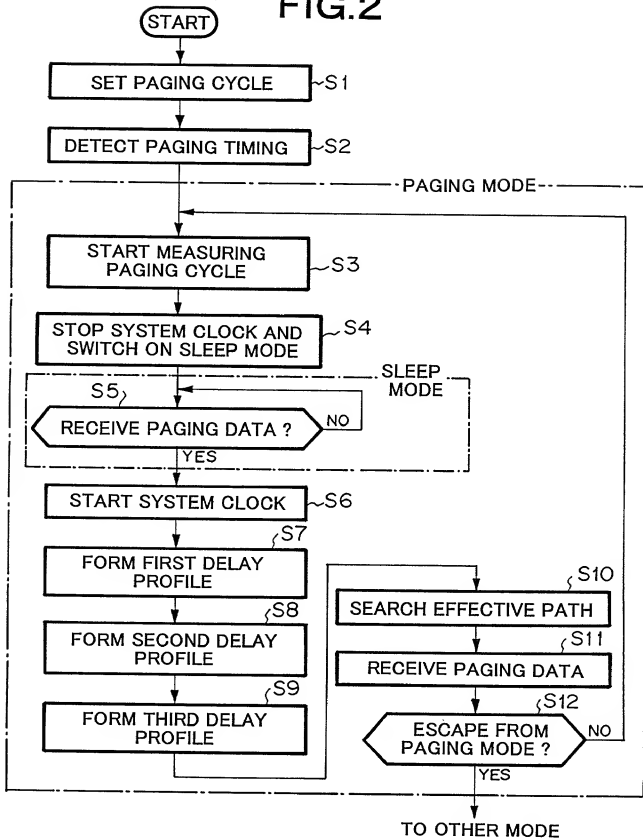 FIG.2
START
SET PAGING CYCLE
S1
DETECT PAGING TIMING
S2
PAGING MODE
START MEASURING
PAGING CYCLE
S3
STOP SYSTEM CLOCK AND
SWITCH ON SLEEP MODE
S4
SLEEP
MODE
S5
RECEIVE PAGING DATA ?
NO
YES
START SYSTEM CLOCK
S6
S7
FORM FIRST DELAY
PROFILE
S8
FORM SECOND DELAY
PROFILE
S9
FORM THIRD DELAY
PROFILE
S10
SEARCH EFFECTIVE PATH
S11
RECEIVE PAGING DATA
S12
ESCAPE FROM
PAGING MODE ?
NO
YES
TO OTHER MODE